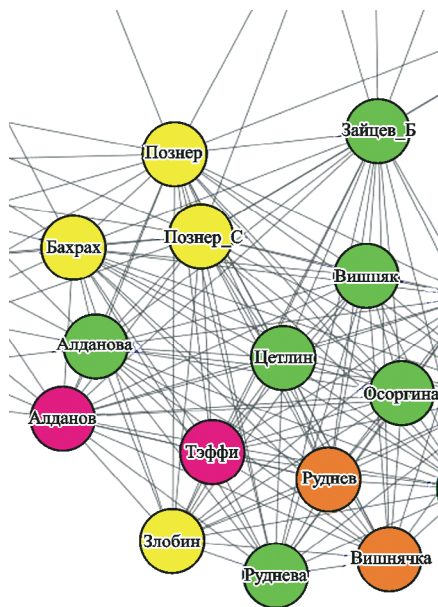 Зайцев_Б
Познер
Познер_С
Бахрах
Вишняк
Алданова
Цетлин
Осоргина
Алданов
Тэффи
Руднев
Злобин
Вишнячка
Руднева